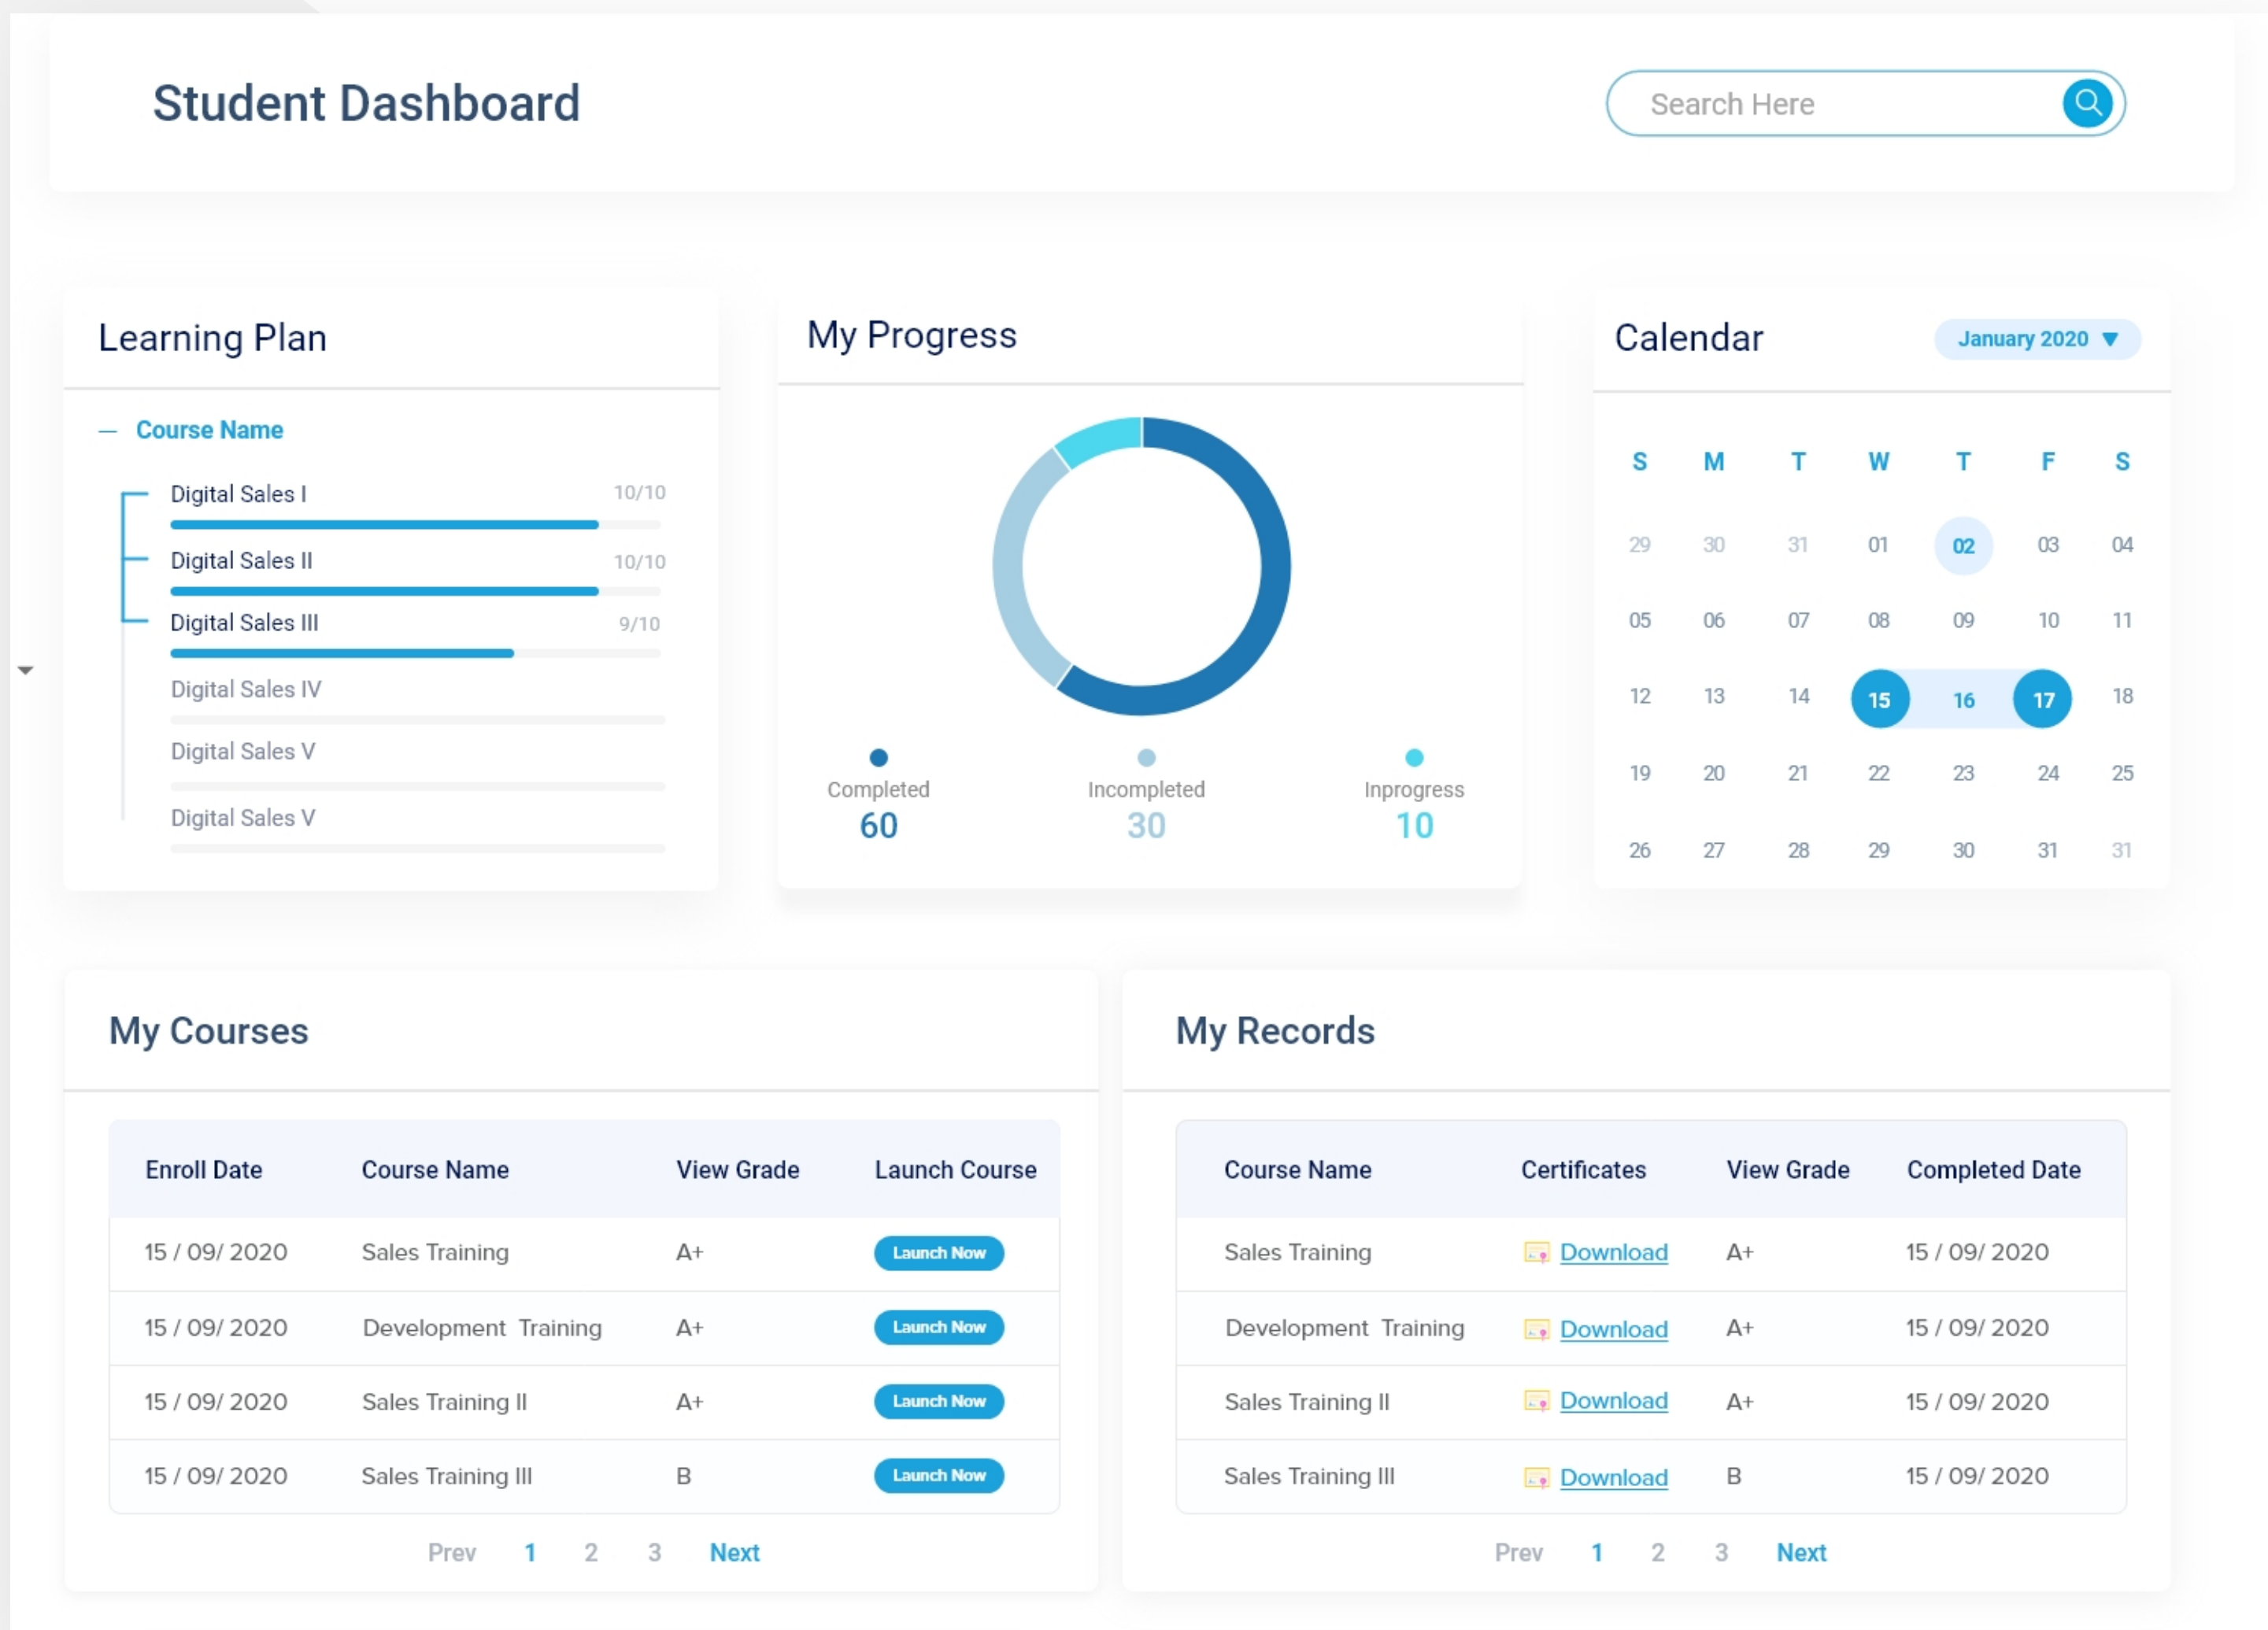 Student Dashboard
Search Here
Learning Plan
Course Name
Digital Sales I 10/10
Digital Sales II 10/10
Digital Sales III 9/10
Digital Sales IV
Digital Sales V
Digital Sales V
My Progress
Completed Incompleted Inprogress
60 30 10
Calendar January 2020
S M T W T F S
29 30 31 01 02 03 04
05 06 07 08 09 10 11
12 13 14 15 16 17 18
19 20 21 22 23 24 25
26 27 28 29 30 31 31
My Courses
Enroll Date Course Name View Grade Launch Course
15 / 09/ 2020 Sales Training A+ Launch Now
15 / 09/ 2020 Development Training A+ Launch Now
15 / 09/ 2020 Sales Training II A+ Launch Now
15 / 09/ 2020 Sales Training III B Launch Now
Prev 1 2 3 Next
My Records
Course Name Certificates View Grade Completed Date
Sales Training Download A+ 15 / 09/ 2020
Development Training Download A+ 15 / 09/ 2020
Sales Training II Download A+ 15 / 09/ 2020
Sales Training III Download B 15 / 09/ 2020
Prev 1 2 3 Next